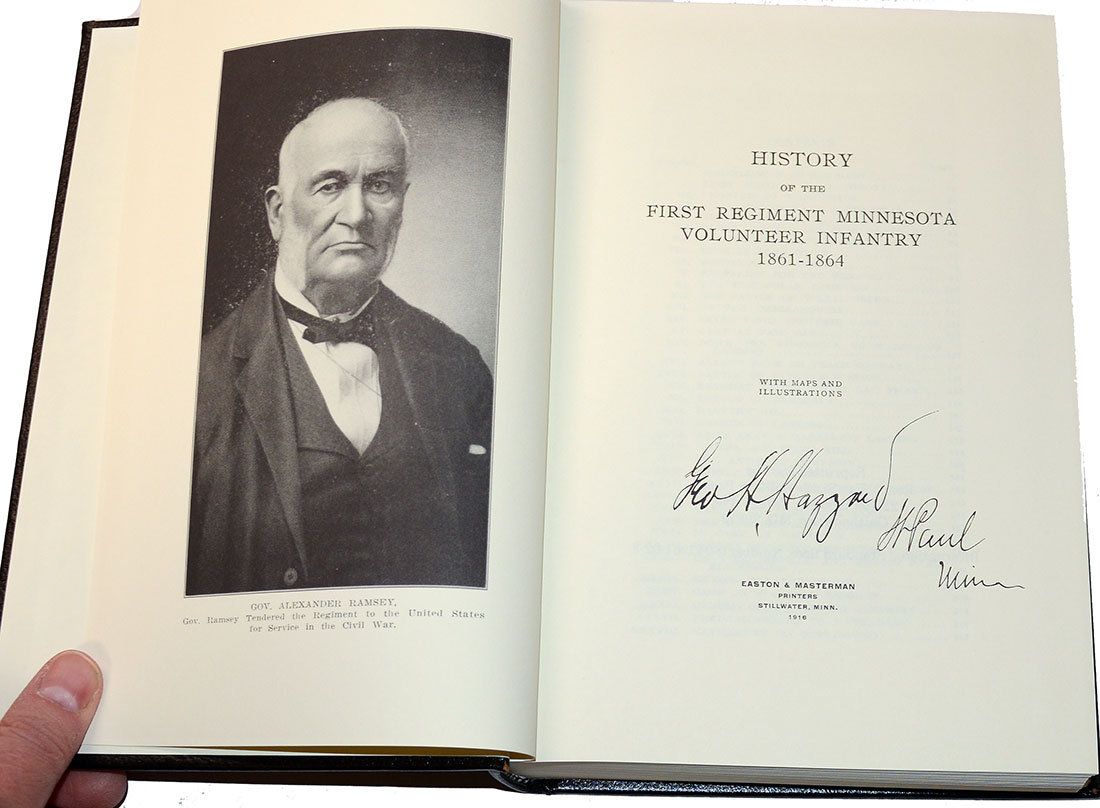 GOV. ALEXANDER RAMSEY,
Gov. Ramsey Tendered the Regiment to the United States
for Service in the Civil War.
HISTORY
OF THE
FIRST REGIMENT MINNESOTA
VOLUNTEER INFANTRY
1861-1864
WITH MAPS AND
ILLUSTRATIONS
Geo H. Hazzard
St Paul
Minn
EASTON & MASTERMAN
PRINTERS
STILLWATER, MINN.
1916